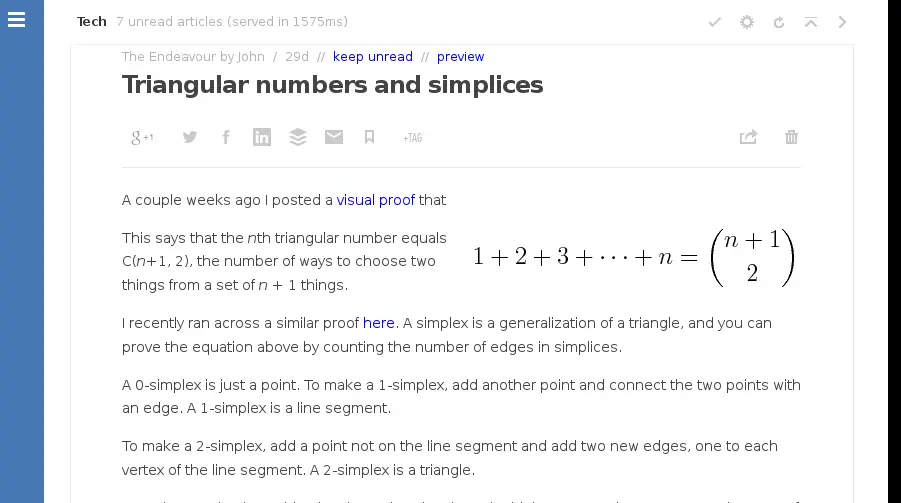 Tech 7 unread articles (served in 1575ms)
The Endeavour by John / 29d // keep unread // preview
Triangular numbers and simplices
g+1 +TAG
A couple weeks ago I posted a visual proof that
This says that the nth triangular number equals
C(n+1, 2), the number of ways to choose two
things from a set of n + 1 things.
1 + 2 + 3 + · · · + n = (n + 1
2)
I recently ran across a similar proof here. A simplex is a generalization of a triangle, and you can
prove the equation above by counting the number of edges in simplices.
A 0-simplex is just a point. To make a 1-simplex, add another point and connect the two points with
an edge. A 1-simplex is a line segment.
To make a 2-simplex, add a point not on the line segment and add two new edges, one to each
vertex of the line segment. A 2-simplex is a triangle.